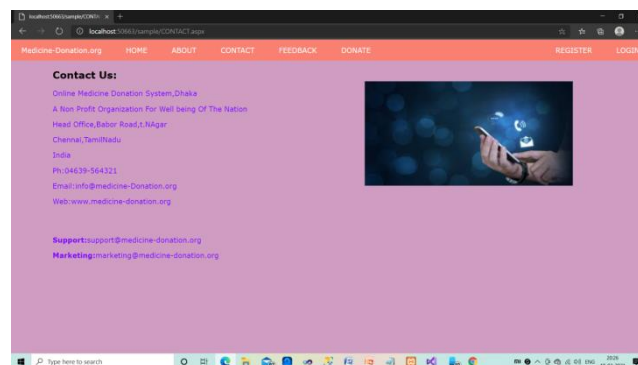 localhost:50663/sample/CONTA
localhost:50663/sample/CONTACT.aspx
Medicine-Donation.org HOME ABOUT CONTACT FEEDBACK DONATE REGISTER LOGIN
Contact Us:
Online Medicine Donation System,Dhaka
A Non Profit Organization For Well being Of The Nation
Head Office,Babor Road,t.NAgar
Chennai,TamilNadu
India
Ph:04639-564321
Email:info@medicine-Donation.org
Web:www.medicine-donation.org
Support:support@medicine-donation.org
Marketing:marketing@medicine-donation.org
Type here to search
ENG